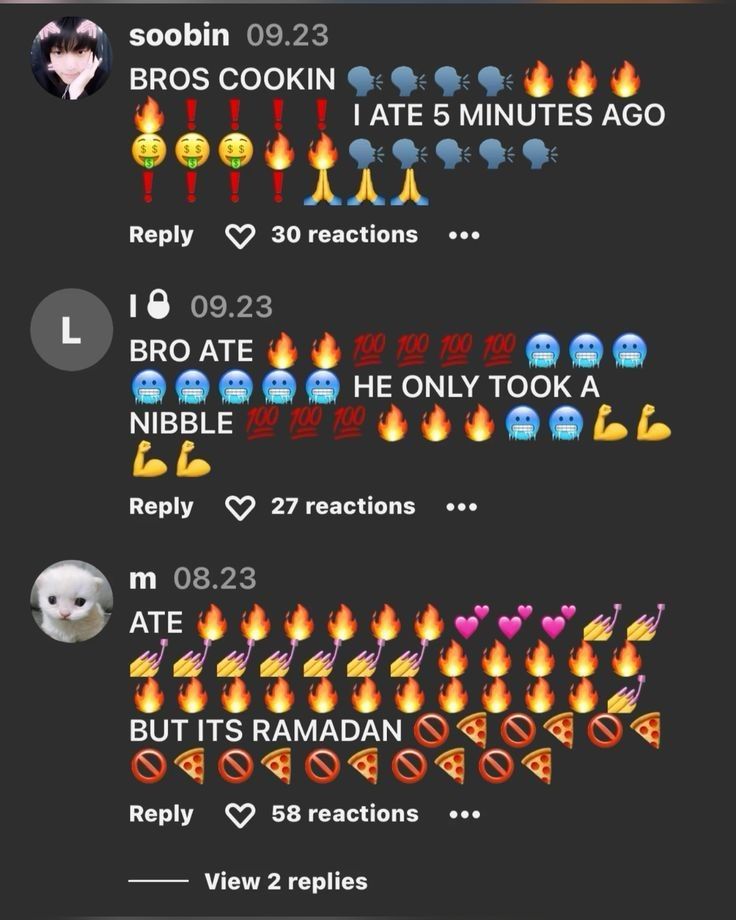 soobin 09.23
BROS COOKIN 🗣🗣🗣🗣🔥🔥🔥
🔥❗❗❗❗ I ATE 5 MINUTES AGO
🤑🤑🤑🔥🔥🗣🗣🗣🗣🗣
❗❗❗❗🙏🙏🙏
Reply 30 reactions •••
L
l🔒 09.23
BRO ATE 🔥🔥💯💯💯💯🥶🥶🥶
🥶🥶🥶🥶🥶 HE ONLY TOOK A
NIBBLE 💯💯💯🔥🔥🔥🥶🥶💪💪
💪💪
Reply 27 reactions •••
m 08.23
ATE 🔥🔥🔥🔥🔥🔥💕💕💕💅💅
💅💅💅💅💅💅💅🔥🔥🔥🔥🔥
🔥🔥🔥🔥🔥🔥🔥🔥🔥🔥🔥💅
BUT ITS RAMADAN 🚫🍕🚫🍕🚫🍕
🚫🍕🚫🍕🚫🍕🚫🍕🚫🍕
Reply 58 reactions •••
View 2 replies